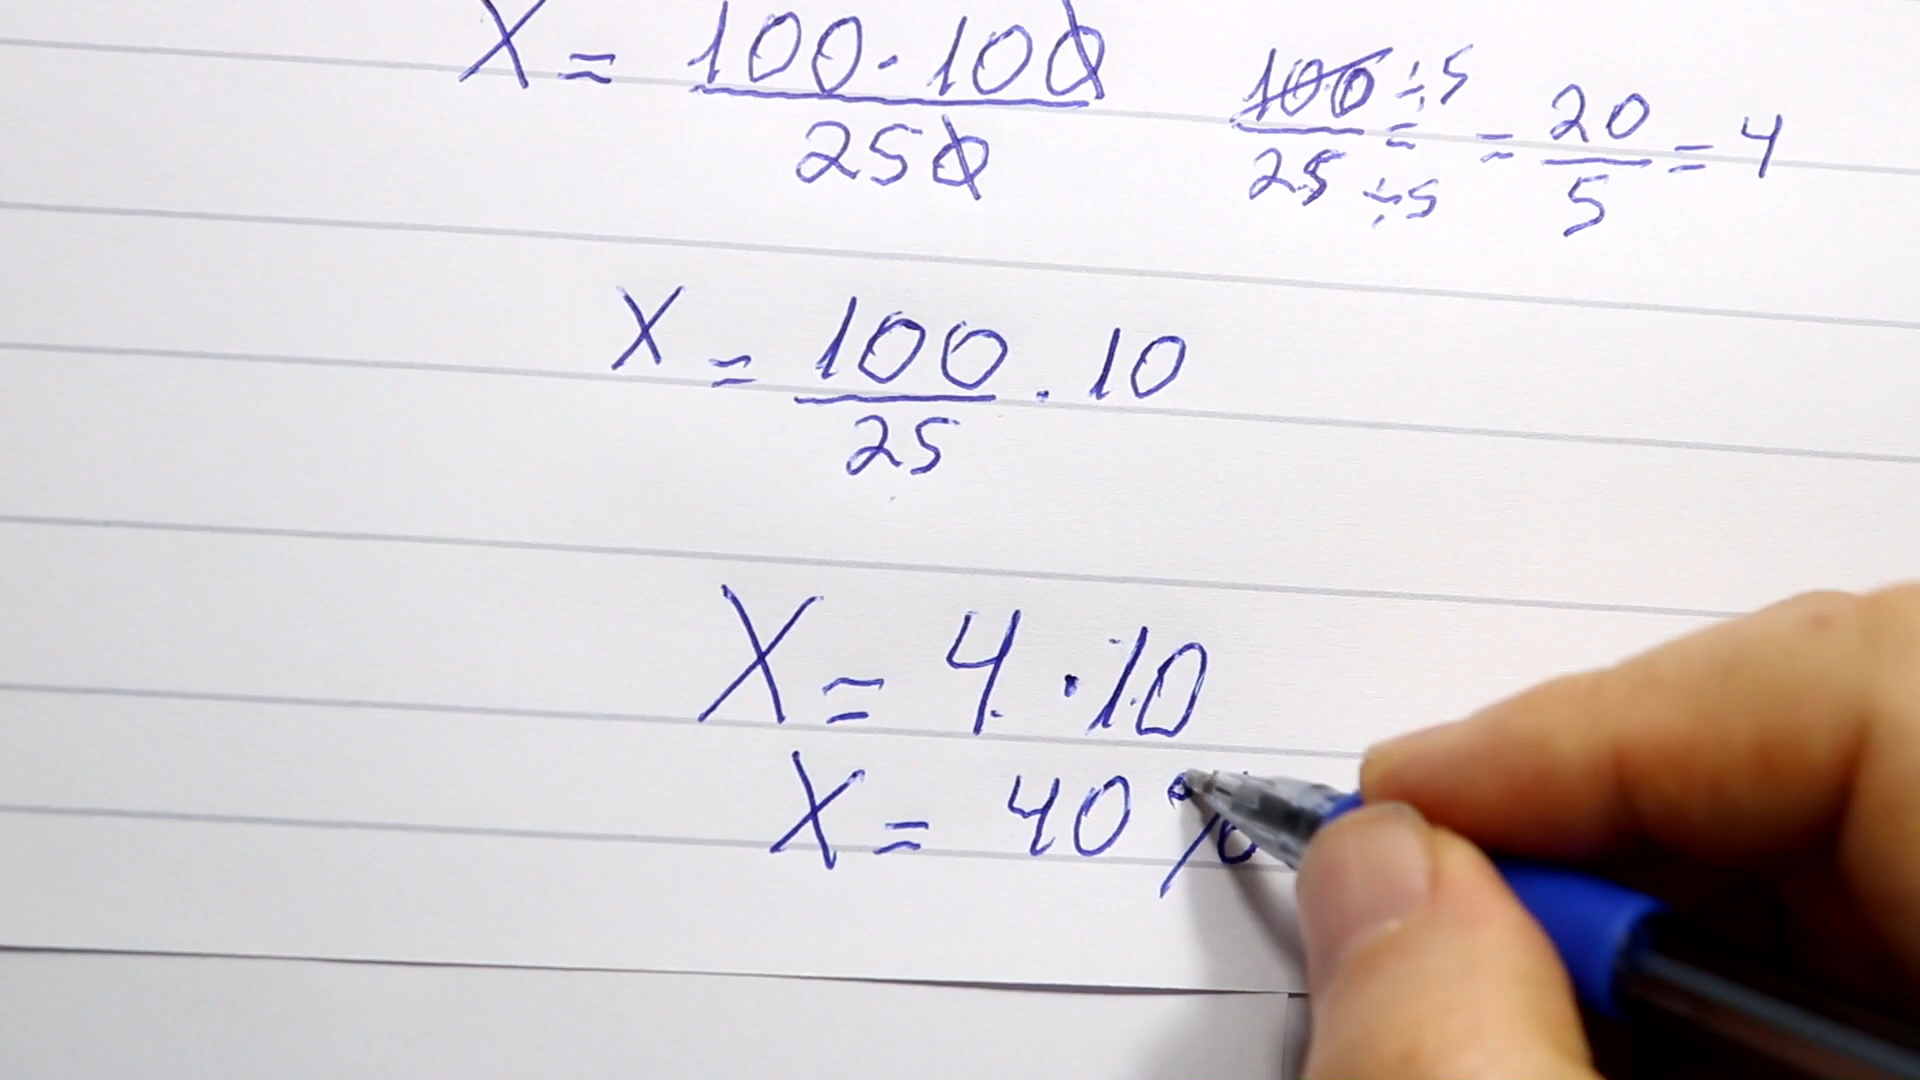 X = 100 · 100
250
100 ÷5 = = 20 = 4
25 ÷5 5
X = 100 . 10
25
X = 4 · 10
X = 40 %